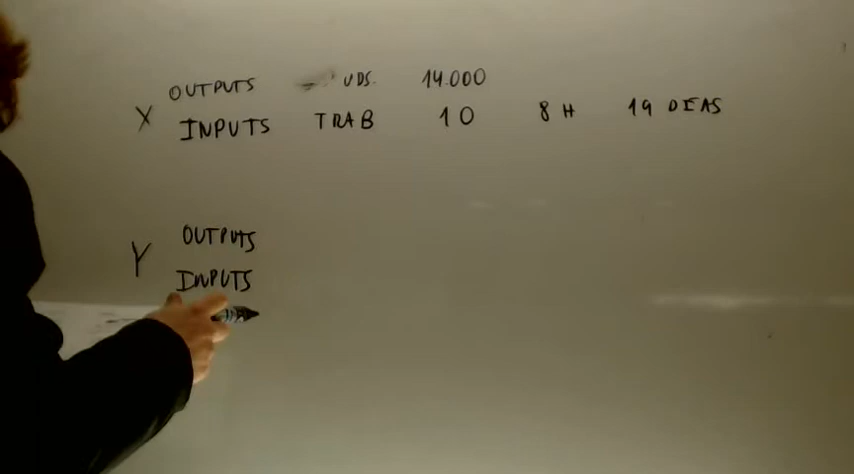 OUTPUTS UDS. 14.000
X INPUTS TRAB 10 8 H 19 DIAS
Y OUTPUTS
INPUTS